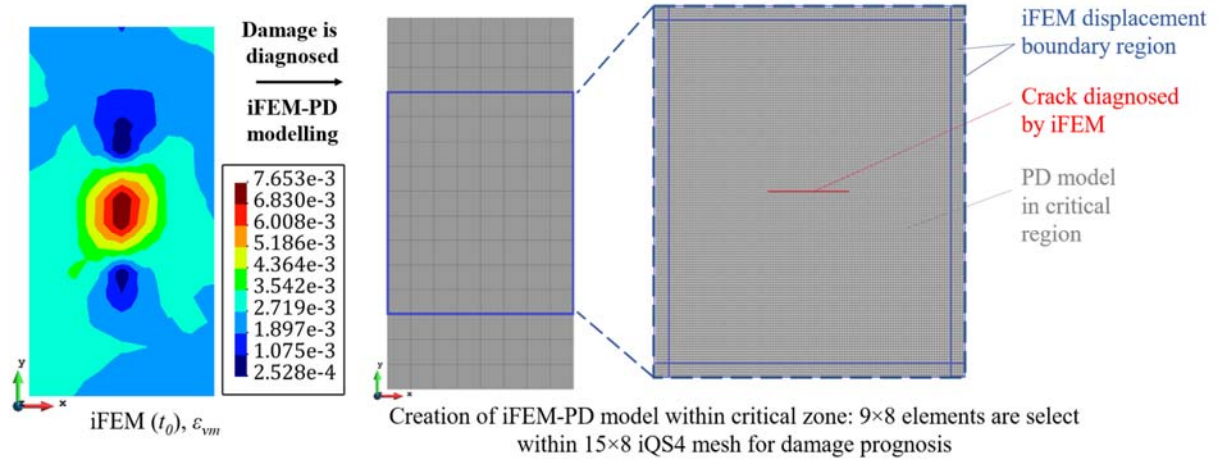 Damage is
diagnosed
iFEM-PD
modelling
7.653e-3
6.830e-3
6.008e-3
5.186e-3
4.364e-3
3.542e-3
2.719e-3
1.897e-3
1.075e-3
2.528e-4
y
x
iFEM (t0), εvm
y
x
iFEM displacement
boundary region
Crack diagnosed
by iFEM
PD model
in critical
region
Creation of iFEM-PD model within critical zone: 9×8 elements are select
within 15×8 iQS4 mesh for damage prognosis